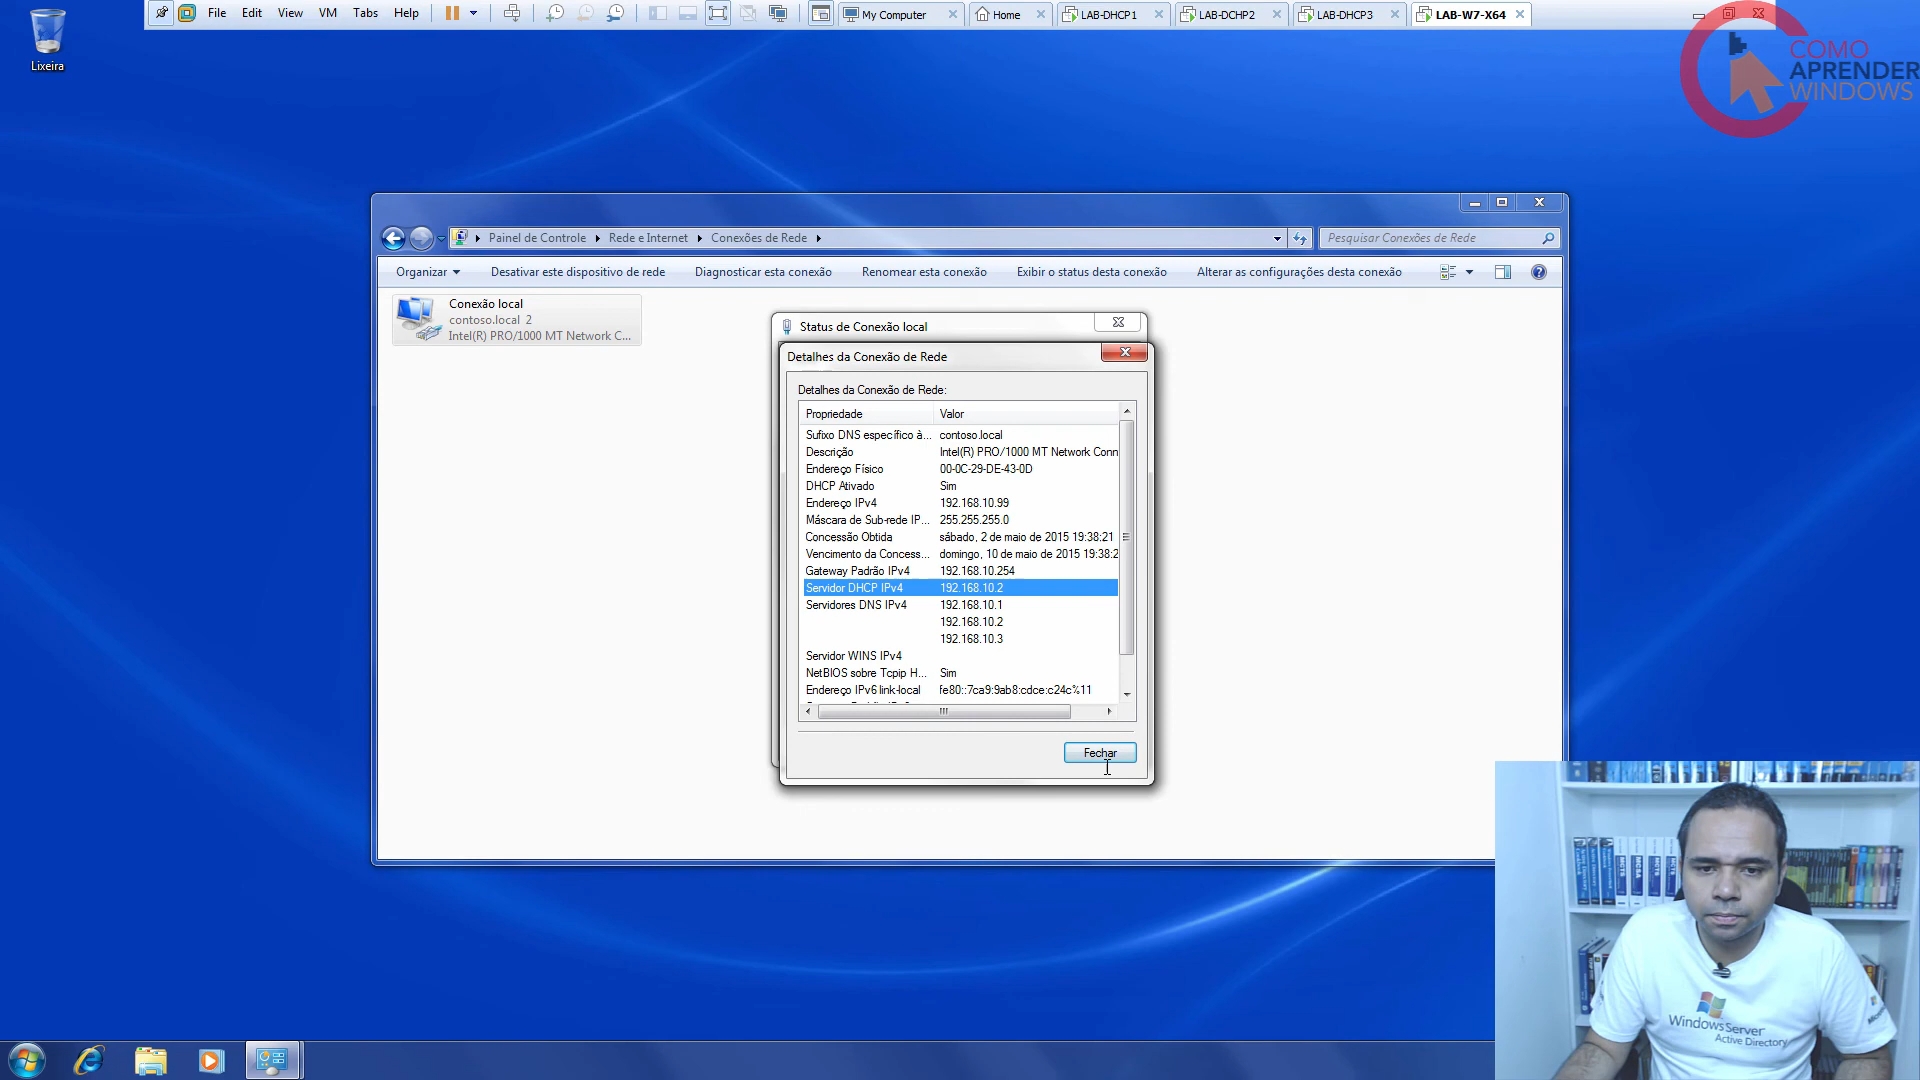 File Edit View VM Tabs Help
My Computer
Home
LAB-DHCP1
LAB-DCHP2
LAB-DHCP3
LAB-W7-X64
COMO
APRENDER
WINDOWS
Lixeira
Painel de Controle
Rede e Internet
Conexões de Rede
Pesquisar Conexões de Rede
Organizar
Desativar este dispositivo de rede
Diagnosticar esta conexão
Renomear esta conexão
Exibir o status desta conexão
Alterar as configurações desta conexão
Conexão local
contoso.local 2
Intel(R) PRO/1000 MT Network C...
Status de Conexão local
Detalhes da Conexão de Rede
Detalhes da Conexão de Rede:
Propriedade Valor
Sufixo DNS específico à... contoso.local
Descrição Intel(R) PRO/1000 MT Network Conn
Endereço Físico 00-0C-29-DE-43-0D
DHCP Ativado Sim
Endereço IPv4 192.168.10.99
Máscara de Sub-rede IP... 255.255.255.0
Concessão Obtida sábado, 2 de maio de 2015 19:38:21
Vencimento da Concess... domingo, 10 de maio de 2015 19:38:2
Gateway Padrão IPv4 192.168.10.254
Servidor DHCP IPv4 192.168.10.2
Servidores DNS IPv4 192.168.10.1
192.168.10.2
192.168.10.3
Servidor WINS IPv4
NetBIOS sobre Tcpip H... Sim
Endereço IPv6 link-local fe80::7ca9:9ab8:cdce:c24c%11
Fechar
MCTS
MCSA
MCTS
MCTS
Windows Server
Active Directory